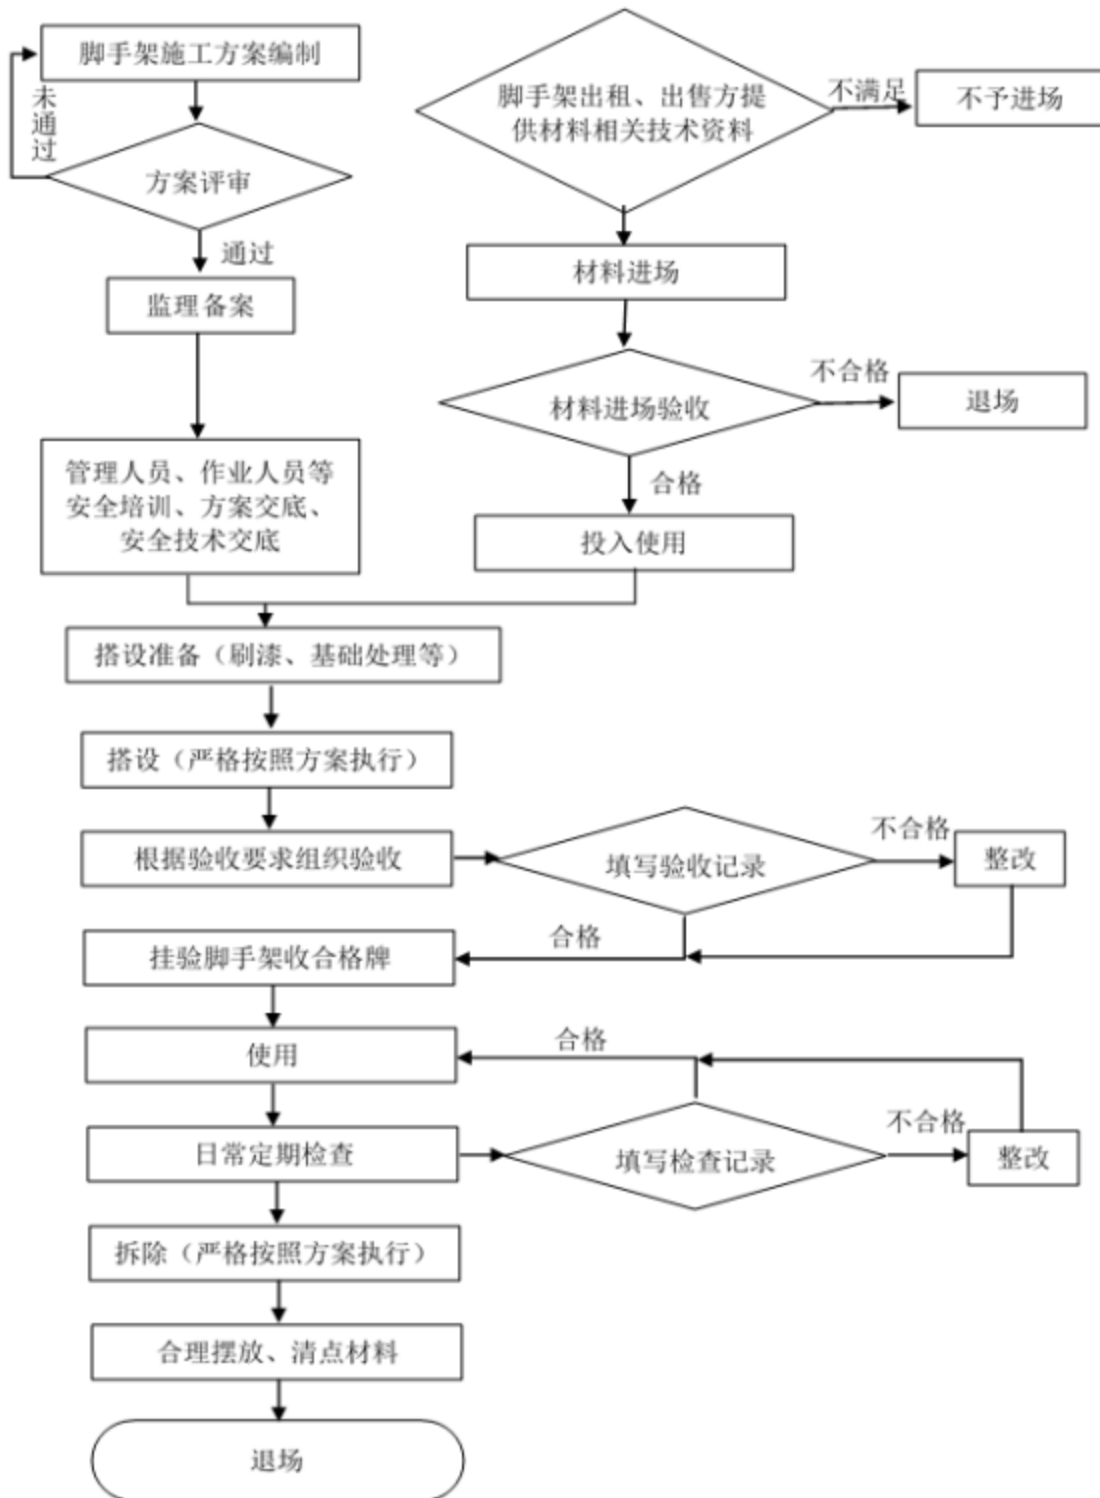 脚手架施工方案编制
未通过
方案评审
通过
监理备案
管理人员、作业人员等
安全培训、方案交底、
安全技术交底
脚手架出租、出售方提
供材料相关技术资料
不满足
不予进场
材料进场
材料进场验收
不合格
退场
合格
投入使用
搭设准备（刷漆、基础处理等）
搭设（严格按照方案执行）
根据验收要求组织验收
填写验收记录
不合格
整改
合格
挂验脚手架收合格牌
使用
合格
日常定期检查
填写检查记录
不合格
整改
拆除（严格按照方案执行）
合理摆放、清点材料
退场